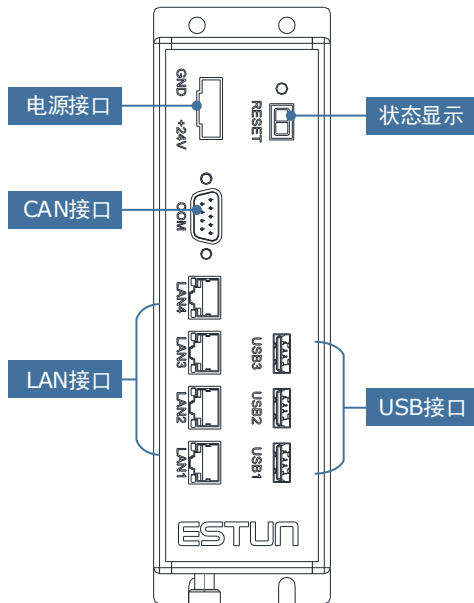 GND
+24V
电源接口
RESET
状态显示
COM
CAN接口
LAN4
LAN3
LAN2
LAN1
LAN接口
USB3
USB2
USB1
USB接口
ESTUN